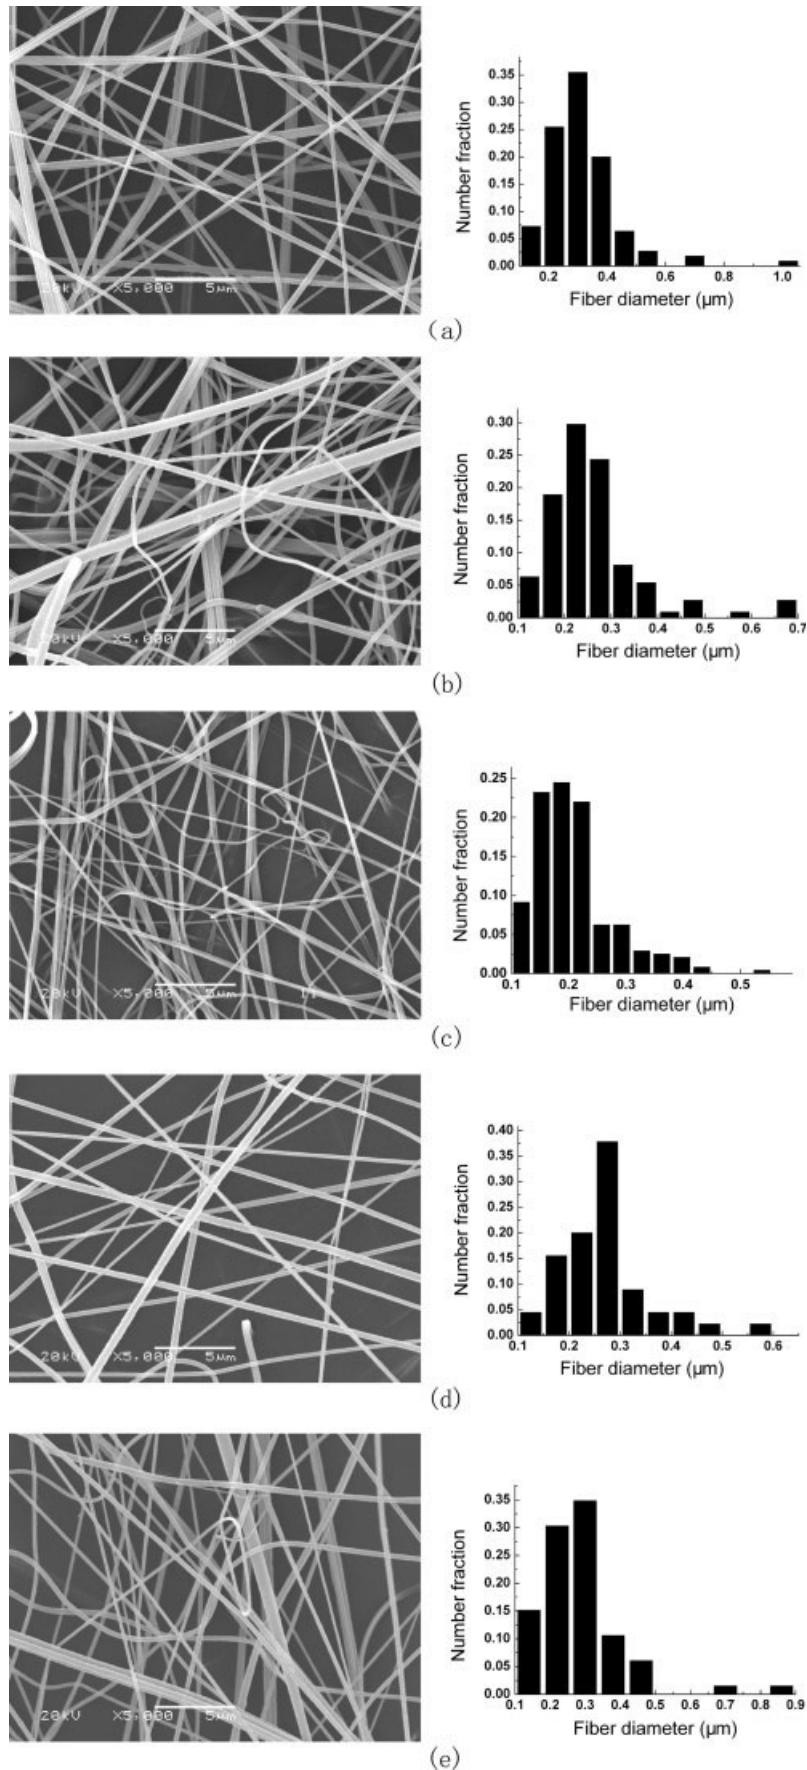 20kV X5,000 5μm
0.35
0.30
0.25
0.20
0.15
0.10
0.05
0.00
Number fraction
0.2 0.4 0.6 0.8 1.0
Fiber diameter (μm)
(a)
20kV X5,000 5μm
0.30
0.25
0.20
0.15
0.10
0.05
0.00
Number fraction
0.1 0.2 0.3 0.4 0.5 0.6 0.7
Fiber diameter (μm)
(b)
20kV X5,000 5μm 11
0.25
0.20
0.15
0.10
0.05
0.00
Number fraction
0.1 0.2 0.3 0.4 0.5
Fiber diameter (μm)
(c)
20kV X5,000 5μm
0.40
0.35
0.30
0.25
0.20
0.15
0.10
0.05
0.00
Number fraction
0.1 0.2 0.3 0.4 0.5 0.6
Fiber diameter (μm)
(d)
20kV X5,000 5μm
0.35
0.30
0.25
0.20
0.15
0.10
0.05
0.00
Number fraction
0.1 0.2 0.3 0.4 0.5 0.6 0.7 0.8 0.9
Fiber diameter (μm)
(e)